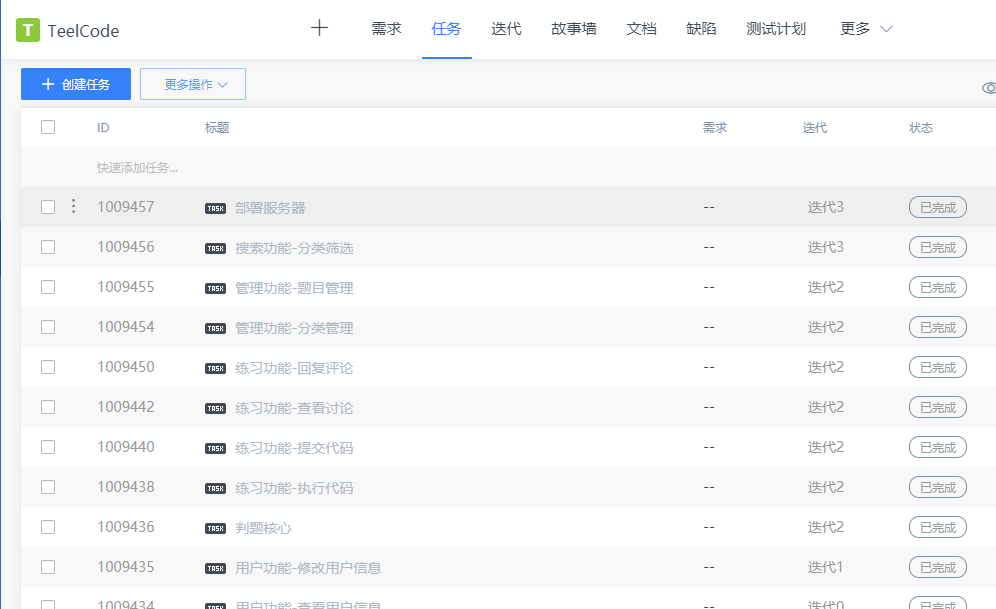 T TeelCode + 需求 任务 迭代 故事墙 文档 缺陷 测试计划 更多
+ 创建任务 更多操作
ID 标题 需求 迭代 状态
快速添加任务...
1009457 TASK 部署服务器 -- 迭代3 已完成
1009456 TASK 搜索功能-分类筛选 -- 迭代3 已完成
1009455 TASK 管理功能-题目管理 -- 迭代2 已完成
1009454 TASK 管理功能-分类管理 -- 迭代2 已完成
1009450 TASK 练习功能-回复评论 -- 迭代2 已完成
1009442 TASK 练习功能-查看讨论 -- 迭代2 已完成
1009440 TASK 练习功能-提交代码 -- 迭代2 已完成
1009438 TASK 练习功能-执行代码 -- 迭代2 已完成
1009436 TASK 判题核心 -- 迭代2 已完成
1009435 TASK 用户功能-修改用户信息 -- 迭代1 已完成
1009434 TASK 用户功能-查看用户信息 -- 迭代0 已完成